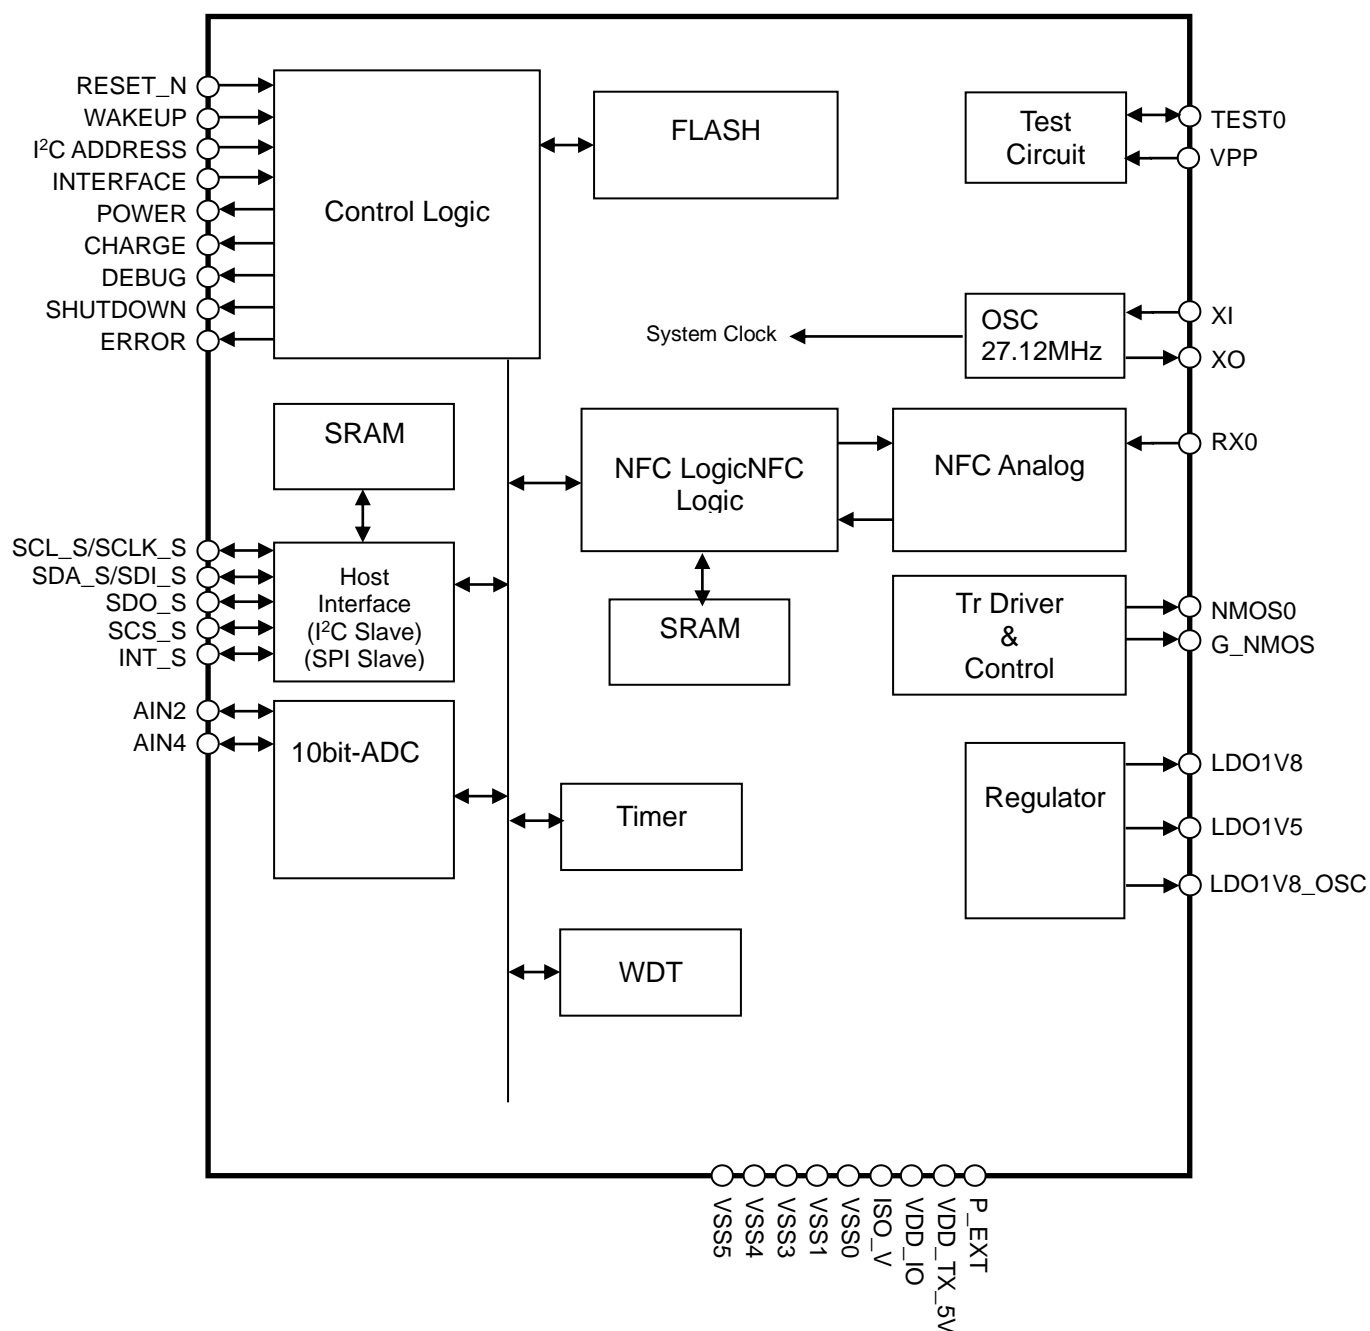 RESET_N
WAKEUP
I²C ADDRESS
INTERFACE
POWER
CHARGE
DEBUG
SHUTDOWN
ERROR
Control Logic
FLASH
Test
Circuit
TEST0
VPP
System Clock
OSC
27.12MHz
XI
XO
SRAM
NFC LogicNFC
Logic
NFC Analog
RX0
SCL_S/SCLK_S
SDA_S/SDI_S
SDO_S
SCS_S
INT_S
Host
Interface
(I²C Slave)
(SPI Slave)
SRAM
Tr Driver
&
Control
NMOS0
G_NMOS
AIN2
AIN4
10bit-ADC
Timer
Regulator
LDO1V8
LDO1V5
LDO1V8_OSC
WDT
VSS5
VSS4
VSS3
VSS1
VSS0
ISO_V
VDD_IO
VDD_TX_5V
P_EXT